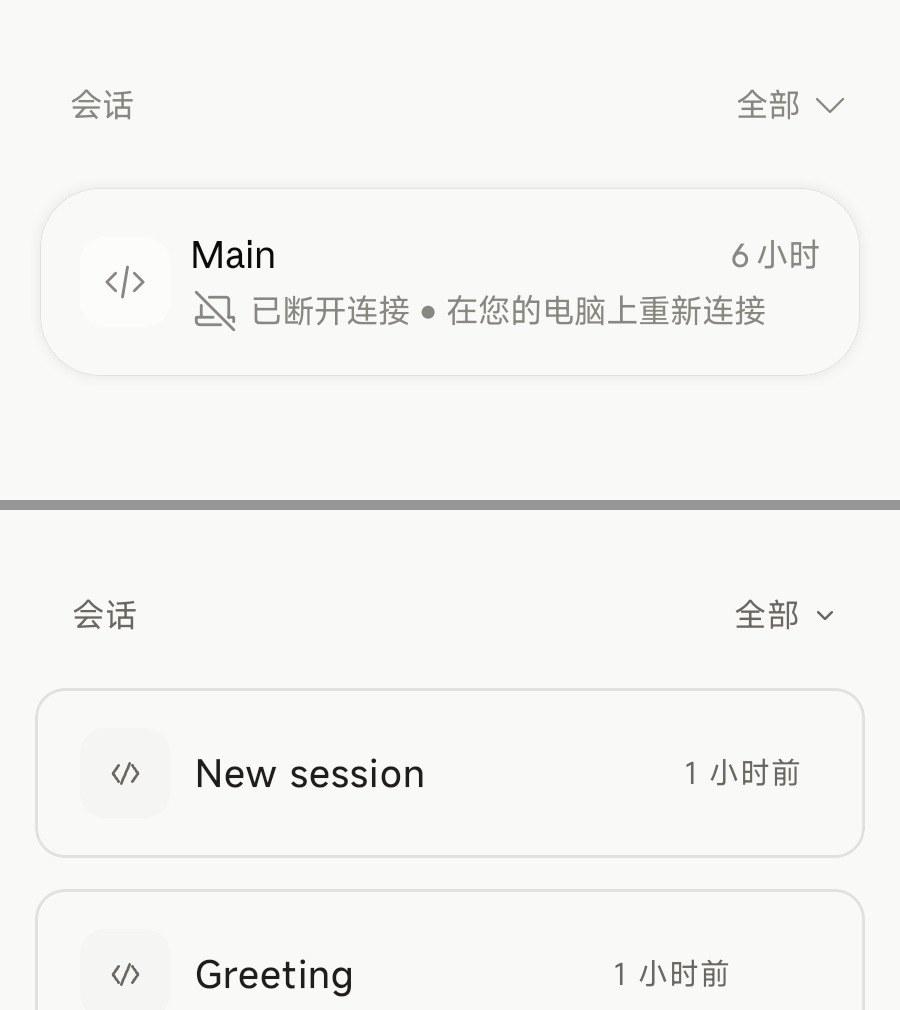 会话 全部
Main 6 小时
已断开连接 ● 在您的电脑上重新连接
会话 全部
New session 1 小时前
Greeting 1 小时前